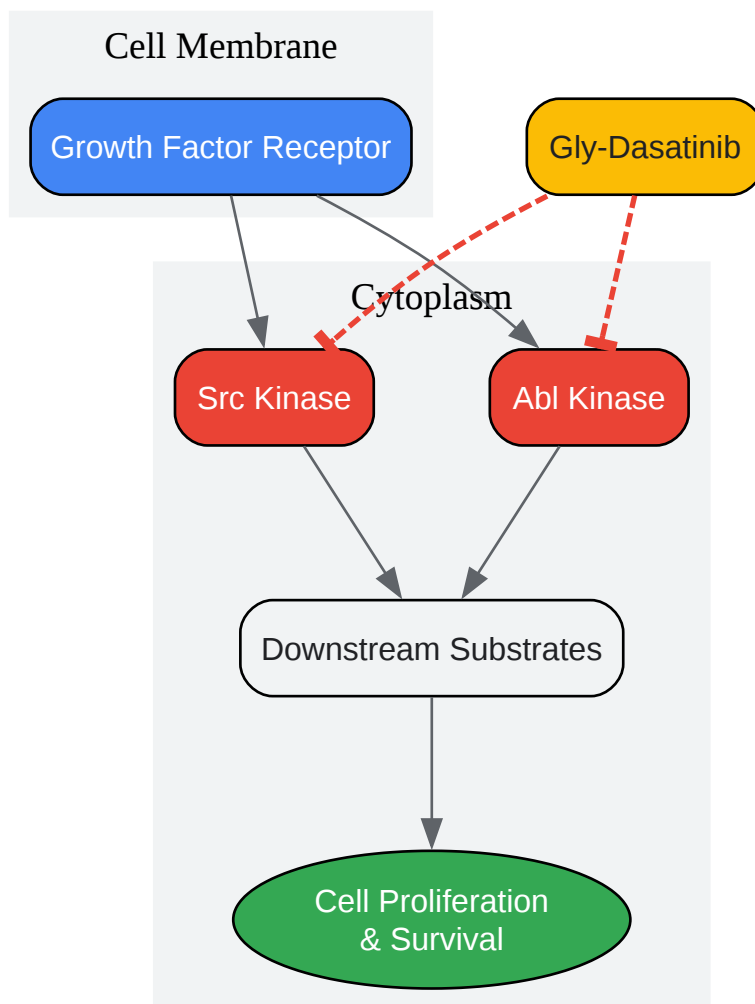 Cell Membrane
Growth Factor Receptor
Gly-Dasatinib
Cytoplasm
Src Kinase
Abl Kinase
Downstream Substrates
Cell Proliferation
& Survival